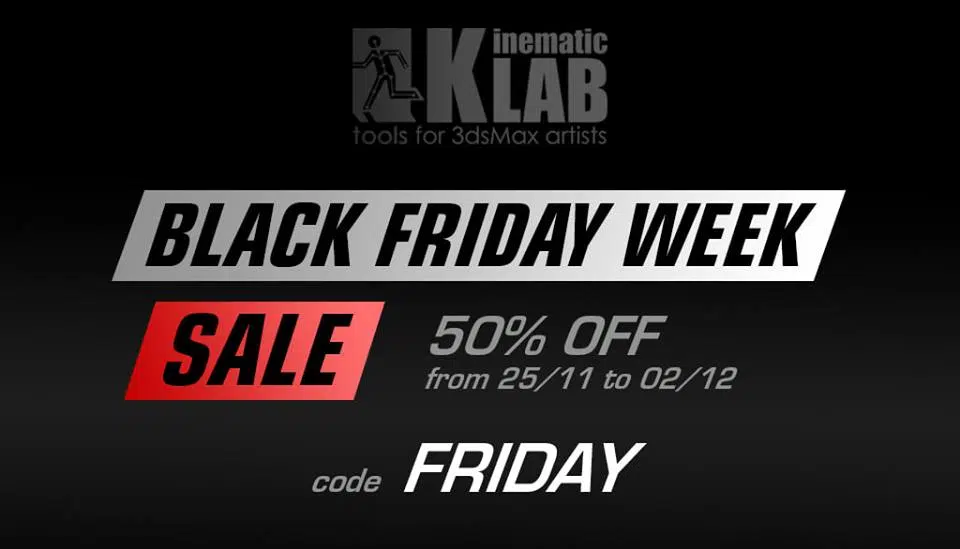 Kinematic
LAB
tools for 3dsMax artists
BLACK FRIDAY WEEK
SALE
50% OFF
from 25/11 to 02/12
code FRIDAY